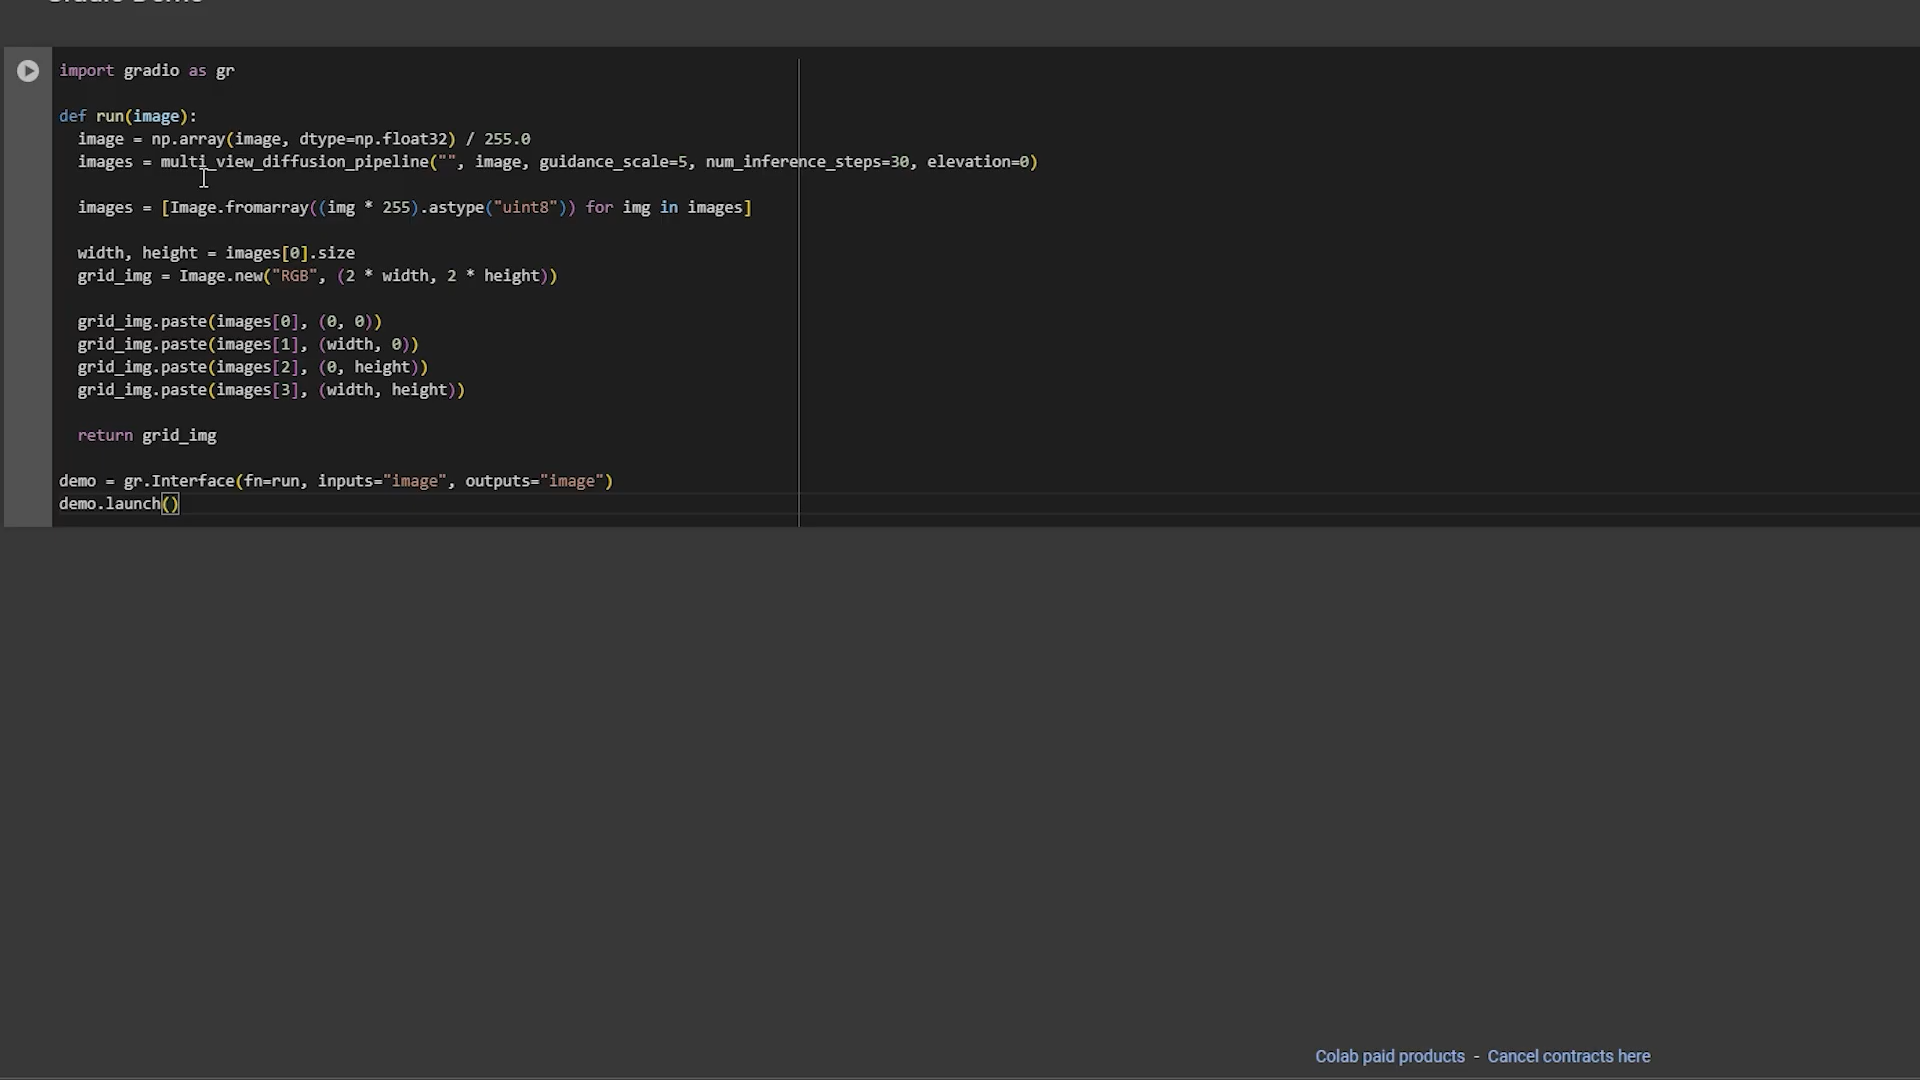 Gradio Demo
import gradio as gr
def run(image):
image = np.array(image, dtype=np.float32) / 255.0
images = multi_view_diffusion_pipeline("", image, guidance_scale=5, num_inference_steps=30, elevation=0)
images = [Image.fromarray((img * 255).astype("uint8")) for img in images]
width, height = images[0].size
grid_img = Image.new("RGB", (2 * width, 2 * height))
grid_img.paste(images[0], (0, 0))
grid_img.paste(images[1], (width, 0))
grid_img.paste(images[2], (0, height))
grid_img.paste(images[3], (width, height))
return grid_img
demo = gr.Interface(fn=run, inputs="image", outputs="image")
demo.launch()
Colab paid products - Cancel contracts here